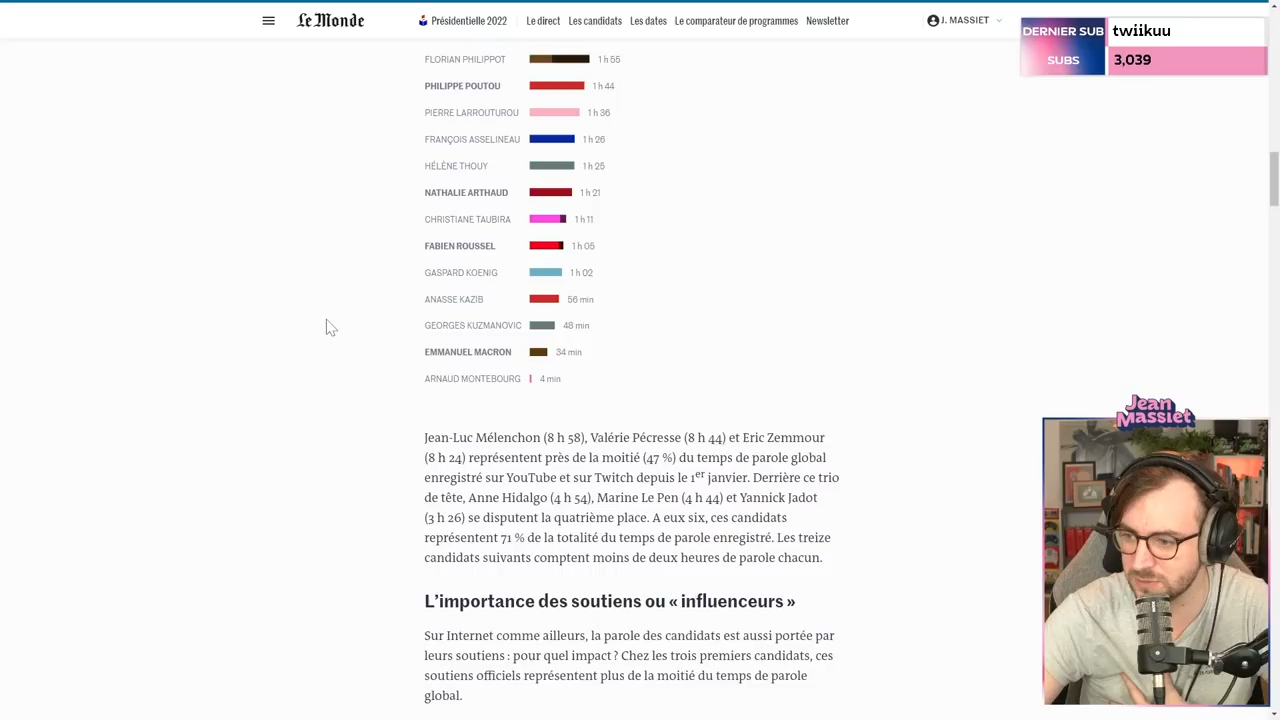 Le Monde
Présidentielle 2022 Le direct Les candidats Les dates Le comparateur de programmes Newsletter
J. MASSIET
DERNIER SUB twiikuu
SUBS 3,039
FLORIAN PHILIPPOT 1 h 55
PHILIPPE POUTOU 1 h 44
PIERRE LARROUTUROU 1 h 36
FRANÇOIS ASSELINEAU 1 h 26
HÉLÈNE THOUY 1 h 25
NATHALIE ARTHAUD 1 h 21
CHRISTIANE TAUBIRA 1 h 11
FABIEN ROUSSEL 1 h 05
GASPARD KOENIG 1 h 02
ANASSE KAZIB 56 min
GEORGES KUZMANOVIC 48 min
EMMANUEL MACRON 34 min
ARNAUD MONTEBOURG 4 min
Jean-Luc Mélenchon (8 h 58), Valérie Pécresse (8 h 44) et Eric Zemmour
(8 h 24) représentent près de la moitié (47 %) du temps de parole global
enregistré sur YouTube et sur Twitch depuis le 1er janvier. Derrière ce trio
de tête, Anne Hidalgo (4 h 54), Marine Le Pen (4 h 44) et Yannick Jadot
(3 h 26) se disputent la quatrième place. A eux six, ces candidats
représentent 71 % de la totalité du temps de parole enregistré. Les treize
candidats suivants comptent moins de deux heures de parole chacun.
L'importance des soutiens ou « influenceurs »
Sur Internet comme ailleurs, la parole des candidats est aussi portée par
leurs soutiens : pour quel impact ? Chez les trois premiers candidats, ces
soutiens officiels représentent plus de la moitié du temps de parole
global.
Jean
Massiet